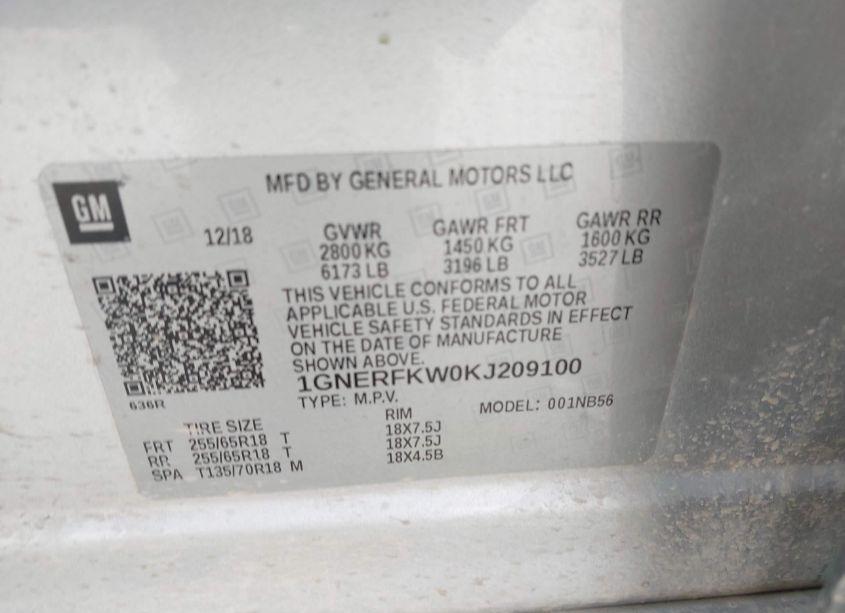 GM
MFD BY GENERAL MOTORS LLC
12/18 GVWR GAWR FRT GAWR RR
2800 KG 1450 KG 1600 KG
6173 LB 3196 LB 3527 LB
THIS VEHICLE CONFORMS TO ALL
APPLICABLE U.S. FEDERAL MOTOR
VEHICLE SAFETY STANDARDS IN EFFECT
ON THE DATE OF MANUFACTURE
SHOWN ABOVE.
1GNERFKW0KJ209100
TYPE: M.P.V. MODEL: 001NB56
636R
TIRE SIZE RIM
FRT 255/65R18 T 18X7.5J
RR 255/65R18 T 18X7.5J
SPA T135/70R18 M 18X4.5B